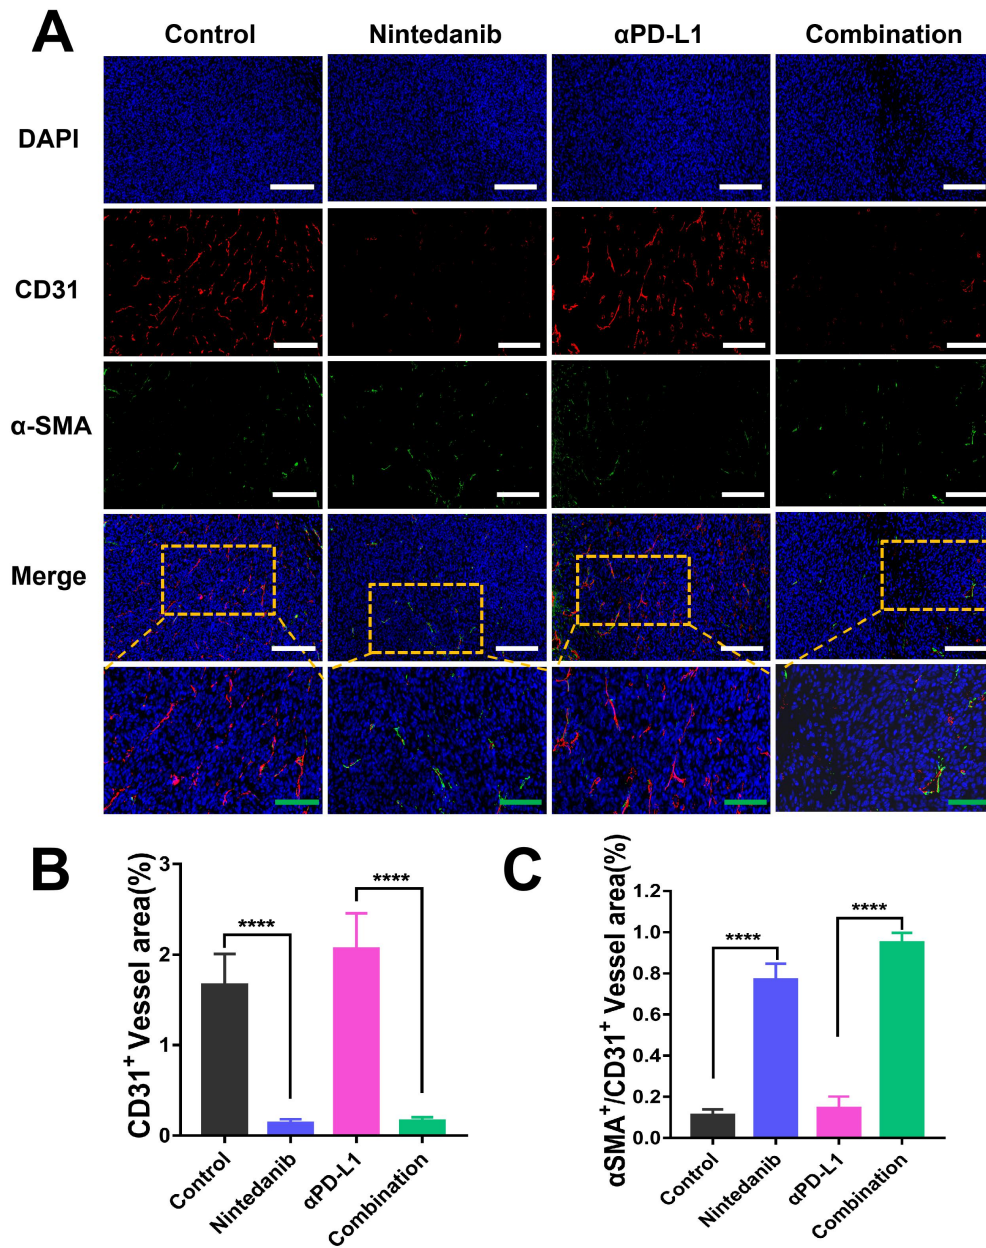 A
Control
Nintedanib
αPD-L1
Combination
DAPI
CD31
α-SMA
Merge
B
CD31⁺ Vessel area(%)
3
2
1
0
****
****
Control
Nintedanib
αPD-L1
Combination
C
αSMA⁺/CD31⁺ Vessel area(%)
1.2
1.0
0.8
0.6
0.4
0.2
0.0
****
****
Control
Nintedanib
αPD-L1
Combination